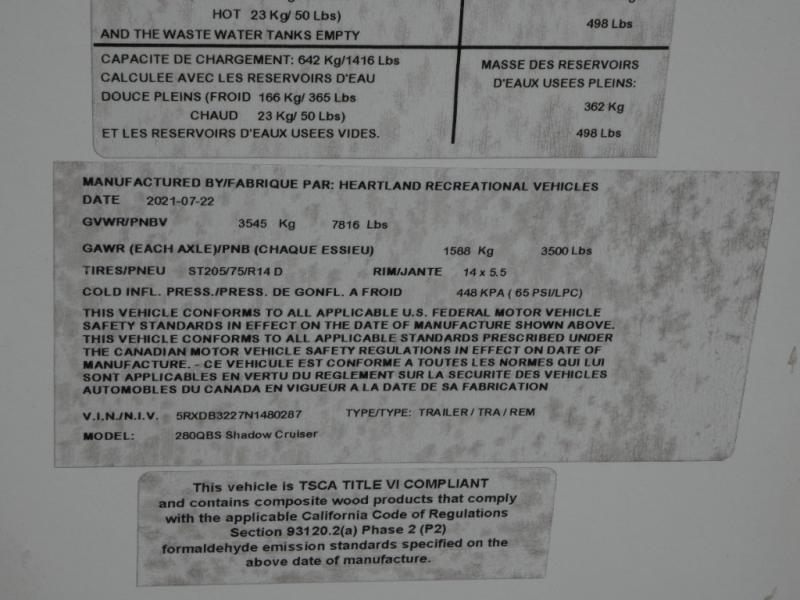 HOT 23 Kg/ 50 Lbs)
AND THE WASTE WATER TANKS EMPTY
498 Lbs
CAPACITE DE CHARGEMENT: 642 Kg/1416 Lbs
CALCULEE AVEC LES RESERVOIRS D'EAU
DOUCE PLEINS (FROID 166 Kg/ 365 Lbs
CHAUD 23 Kg/ 50 Lbs)
ET LES RESERVOIRS D'EAUX USEES VIDES.
MASSE DES RESERVOIRS
D'EAUX USEES PLEINS:
362 Kg
498 Lbs
MANUFACTURED BY/FABRIQUE PAR: HEARTLAND RECREATIONAL VEHICLES
DATE 2021-07-22
GVWR/PNBV 3545 Kg 7816 Lbs
GAWR (EACH AXLE)/PNB (CHAQUE ESSIEU) 1588 Kg 3500 Lbs
TIRES/PNEU ST205/75/R14 D RIM/JANTE 14 x 5.5
COLD INFL. PRESS./PRESS. DE GONFL. A FROID 448 KPA ( 65 PSI/LPC)
THIS VEHICLE CONFORMS TO ALL APPLICABLE U.S. FEDERAL MOTOR VEHICLE
SAFETY STANDARDS IN EFFECT ON THE DATE OF MANUFACTURE SHOWN ABOVE.
THIS VEHICLE CONFORMS TO ALL APPLICABLE STANDARDS PRESCRIBED UNDER
THE CANADIAN MOTOR VEHICLE SAFETY REGULATIONS IN EFFECT ON DATE OF
MANUFACTURE. - CE VEHICULE EST CONFORME A TOUTES LES NORMES QUI LUI
SONT APPLICABLES EN VERTU DU REGLEMENT SUR LA SECURITE DES VEHICLES
AUTOMOBILES DU CANADA EN VIGUEUR A LA DATE DE SA FABRICATION
V.I.N./N.I.V. 5RXDB3227N1480287 TYPE/TYPE: TRAILER / TRA / REM
MODEL: 280QBS Shadow Cruiser
This vehicle is TSCA TITLE VI COMPLIANT
and contains composite wood products that comply
with the applicable California Code of Regulations
Section 93120.2(a) Phase 2 (P2)
formaldehyde emission standards specified on the
above date of manufacture.